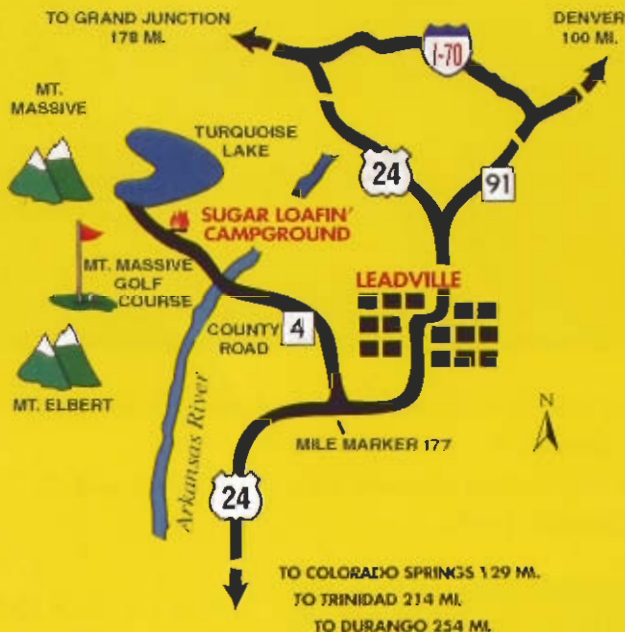 TO GRAND JUNCTION
178 MI.
DENVER
100 MI.
I-70
MT.
MASSIVE
TURQUOISE
LAKE
24
91
SUGAR LOAFIN'
CAMPGROUND
LEADVILLE
MT. MASSIVE
GOLF
COURSE
COUNTY
ROAD
4
MT. ELBERT
Arkansas River
MILE MARKER 177
N
24
TO COLORADO SPRINGS 129 MI.
TO TRINIDAD 214 MI.
TO DURANGO 254 MI.